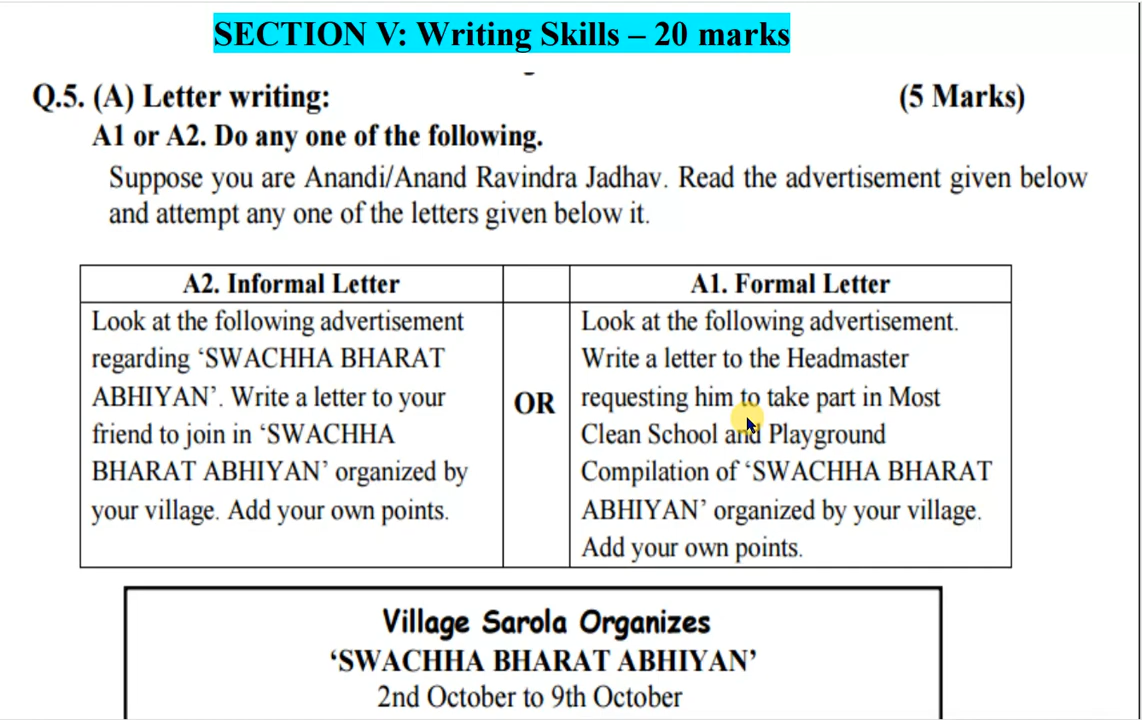 SECTION V: Writing Skills – 20 marks
Q.5. (A) Letter writing: (5 Marks)
A1 or A2. Do any one of the following.
Suppose you are Anandi/Anand Ravindra Jadhav. Read the advertisement given below
and attempt any one of the letters given below it.
A2. Informal Letter
Look at the following advertisement
regarding ‘SWACHHA BHARAT
ABHIYAN’. Write a letter to your
friend to join in ‘SWACHHA
BHARAT ABHIYAN’ organized by
your village. Add your own points.
OR
A1. Formal Letter
Look at the following advertisement.
Write a letter to the Headmaster
requesting him to take part in Most
Clean School and Playground
Compilation of ‘SWACHHA BHARAT
ABHIYAN’ organized by your village.
Add your own points.
Village Sarola Organizes
‘SWACHHA BHARAT ABHIYAN’
2nd October to 9th October